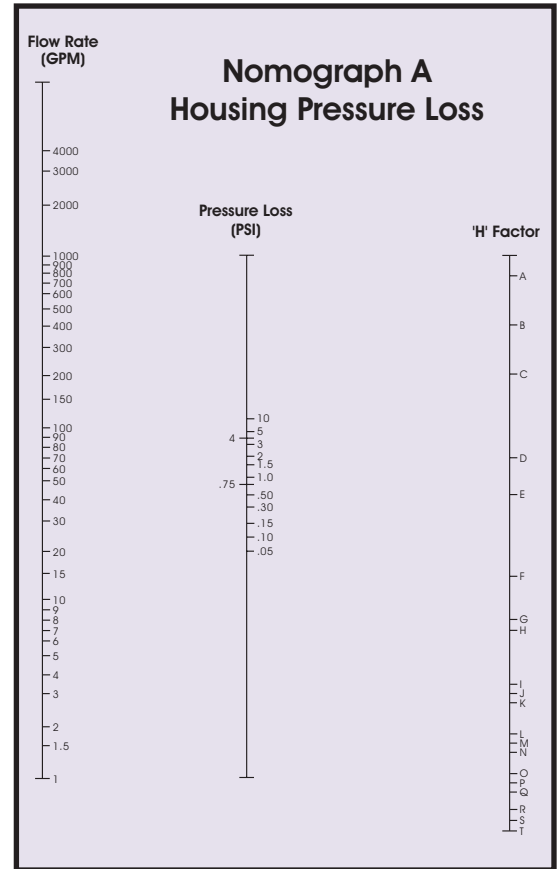 Flow Rate
(GPM)
Nomograph A
Housing Pressure Loss
4000
3000
2000
1000
900
800
700
600
500
400
300
200
150
100
90
80
70
60
50
40
30
20
15
10
9
8
7
6
5
4
3
2
1.5
1
Pressure Loss
(PSI)
10
5
4
3
2
1.5
1.0
.75
.50
.30
.15
.10
.05
'H' Factor
A
B
C
D
E
F
G
H
I
J
K
L
M
N
O
P
Q
R
S
T